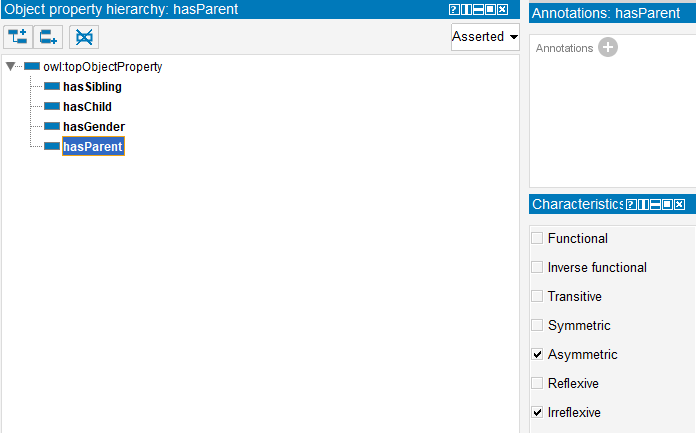 Object property hierarchy: hasParent
Asserted
owl:topObjectProperty
hasSibling
hasChild
hasGender
hasParent
Annotations: hasParent
Annotations
Characteristics
Functional
Inverse functional
Transitive
Symmetric
Asymmetric
Reflexive
Irreflexive